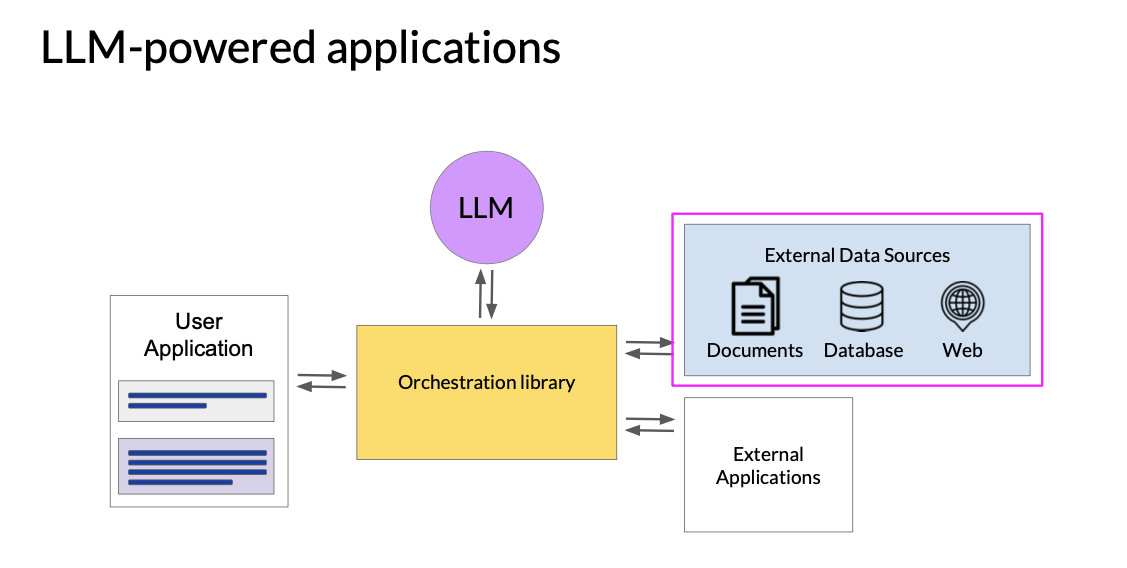 LLM-powered applications
LLM
User
Application
Orchestration library
External Data Sources
Documents
Database
Web
External
Applications